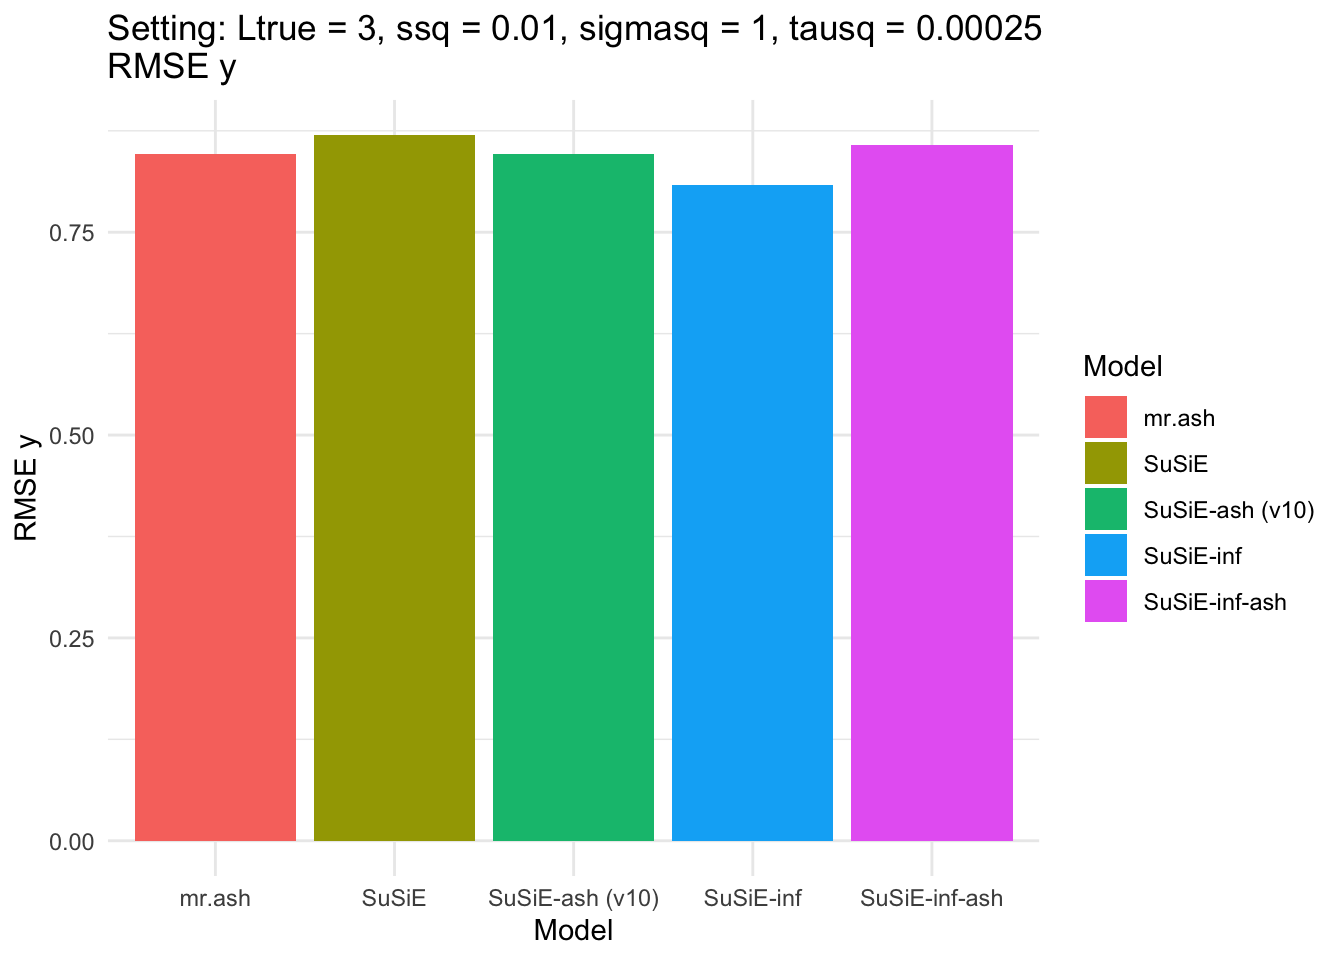 Setting: Ltrue = 3, ssq = 0.01, sigmasq = 1, tausq = 0.00025
RMSE y
RMSE y
0.75
0.50
0.25
0.00
mr.ash
SuSiE
SuSiE-ash (v10)
SuSiE-inf
SuSiE-inf-ash
Model
Model
mr.ash
SuSiE
SuSiE-ash (v10)
SuSiE-inf
SuSiE-inf-ash